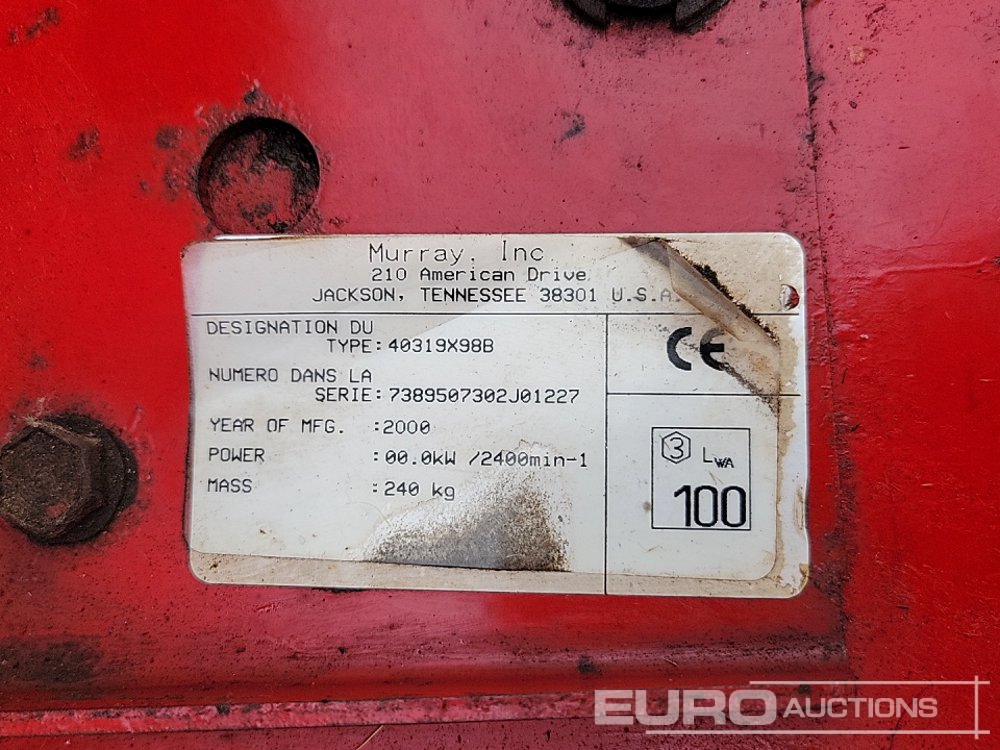 Murray, Inc
210 American Drive
JACKSON, TENNESSEE 38301 U.S.A.
DESIGNATION DU
TYPE:40319X98B
NUMERO DANS LA
SERIE:7389507302J01227
YEAR OF MFG. :2000
POWER :00.0kW /2400min-1
MASS :240 kg
CE
3 LWA
100
EURO AUCTIONS